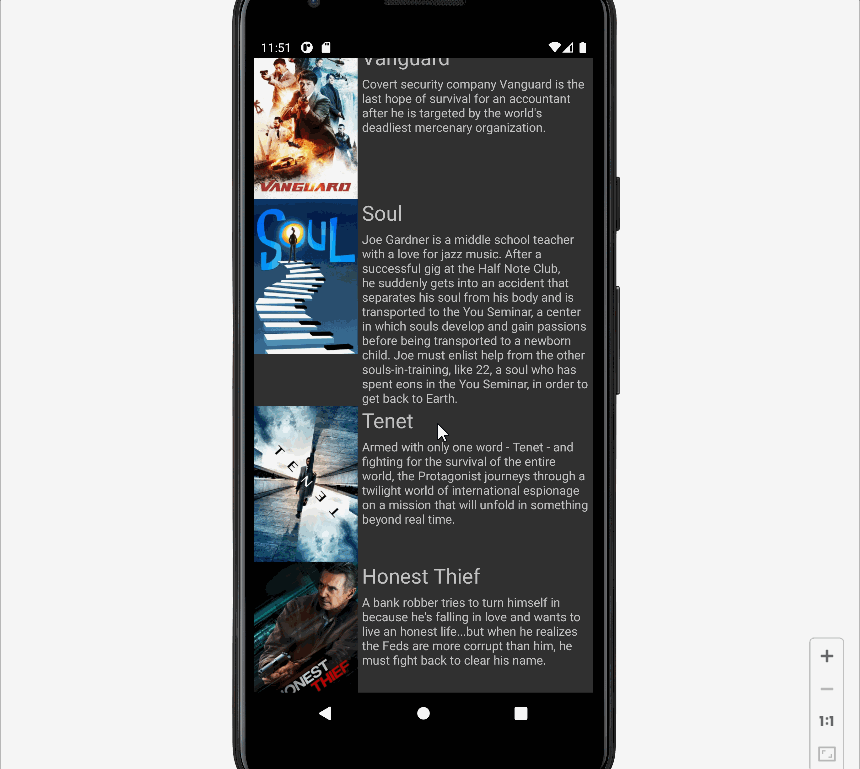 11:51
Vanguard
Covert security company Vanguard is the
last hope of survival for an accountant
after he is targeted by the world's
deadliest mercenary organization.
VANGUARD
Soul
SOUL
Joe Gardner is a middle school teacher
with a love for jazz music. After a
successful gig at the Half Note Club,
he suddenly gets into an accident that
separates his soul from his body and is
transported to the You Seminar, a center
in which souls develop and gain passions
before being transported to a newborn
child. Joe must enlist help from the other
souls-in-training, like 22, a soul who has
spent eons in the You Seminar, in order to
get back to Earth.
Tenet
TENET
Armed with only one word - Tenet - and
fighting for the survival of the entire
world, the Protagonist journeys through a
twilight world of international espionage
on a mission that will unfold in something
beyond real time.
Honest Thief
A bank robber tries to turn himself in
because he's falling in love and wants to
live an honest life...but when he realizes
the Feds are more corrupt than him, he
must fight back to clear his name.
HONEST
THIEF
1:1